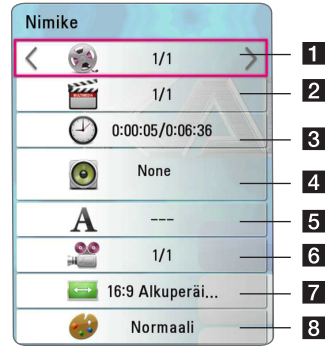 Nimike
1/1 1
1/1 2
0:00:05/0:06:36 3
None 4
A --- 5
1/1 6
16:9 Alkuperäi... 7
Normaali 8